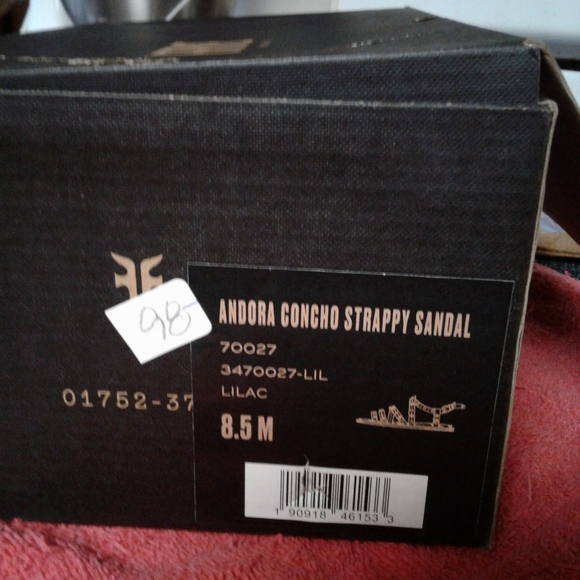 98-
ANDORA CONCHO STRAPPY SANDAL
70027
3470027-LIL
LILAC
01752-37
8.5 M
1 90918 46153 3